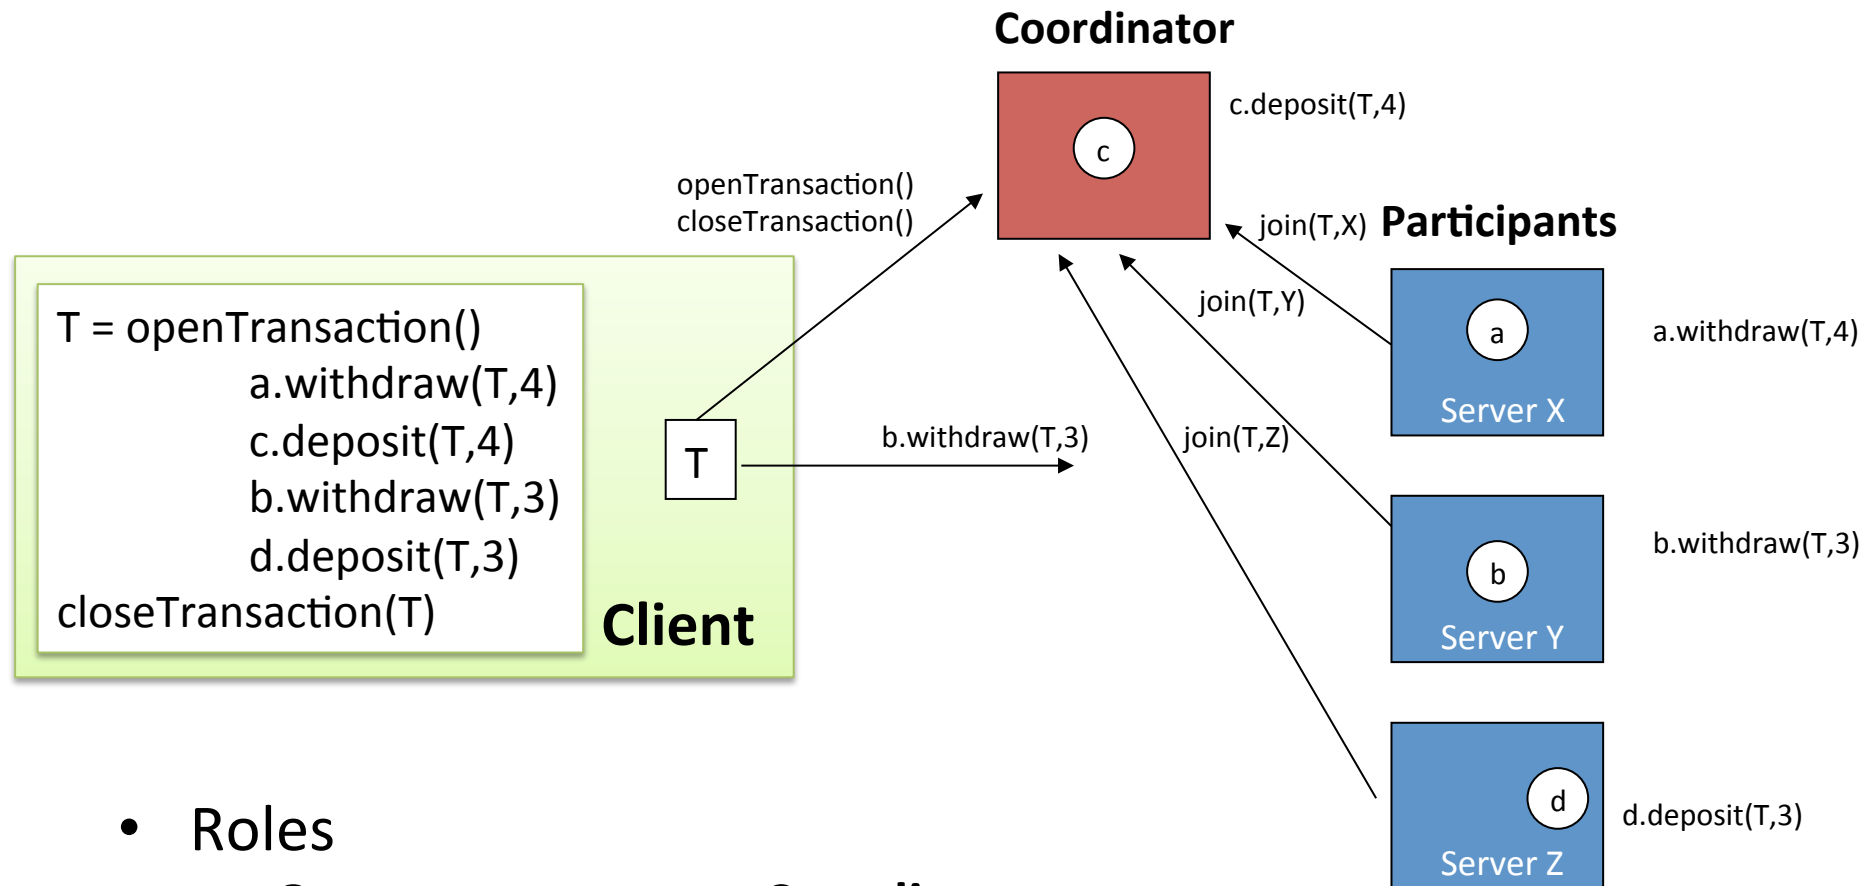 Coordinator
c.deposit(T,4)
c
openTransaction()
closeTransaction()
join(T,X)
Participants
T = openTransaction()
a.withdraw(T,4)
c.deposit(T,4)
b.withdraw(T,3)
d.deposit(T,3)
closeTransaction(T)
Client
T
b.withdraw(T,3)
join(T,Y)
join(T,Z)
a
Server X
a.withdraw(T,4)
b
Server Y
b.withdraw(T,3)
d
Server Z
d.deposit(T,3)
• Roles